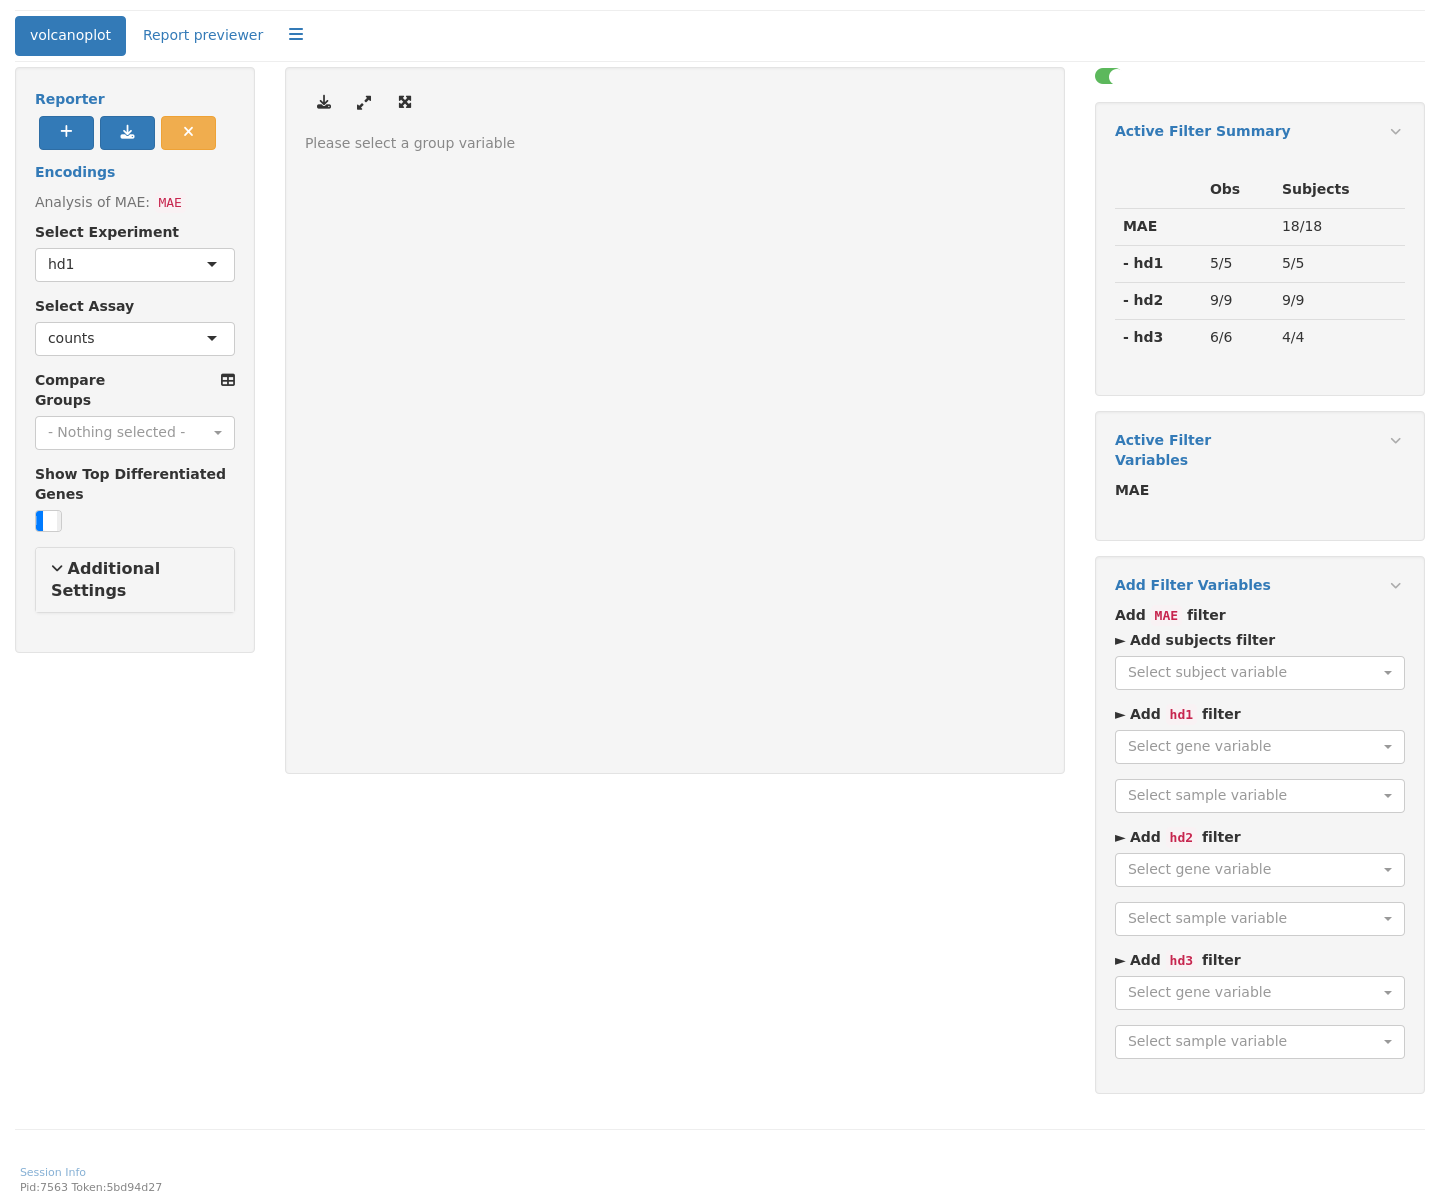 volcanoplot Report previewer
Reporter
Encodings
Analysis of MAE: MAE
Select Experiment
hd1
Select Assay
counts
Compare
Groups
- Nothing selected -
Show Top Differentiated
Genes
Additional
Settings
Please select a group variable
Active Filter Summary
Obs Subjects
MAE 18/18
- hd1 5/5 5/5
- hd2 9/9 9/9
- hd3 6/6 4/4
Active Filter
Variables
MAE
Add Filter Variables
Add MAE filter
► Add subjects filter
Select subject variable
► Add hd1 filter
Select gene variable
Select sample variable
► Add hd2 filter
Select gene variable
Select sample variable
► Add hd3 filter
Select gene variable
Select sample variable
Session Info
Pid:7563 Token:5bd94d27